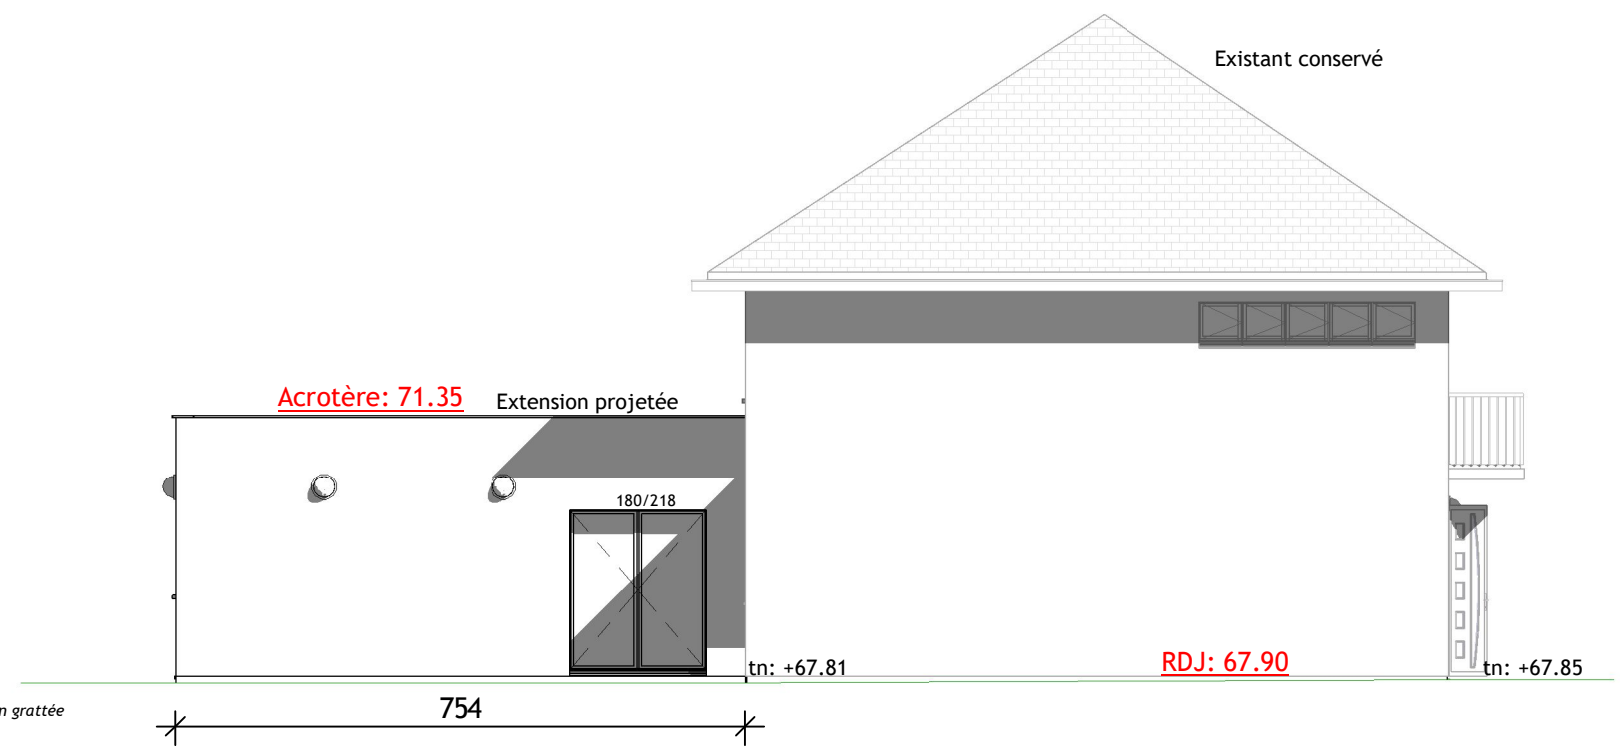 Existant conservé
Acrotère: 71.35
Extension projetée
180/218
tn: +67.81
RDJ: 67.90
tn: +67.85
n grattée
754